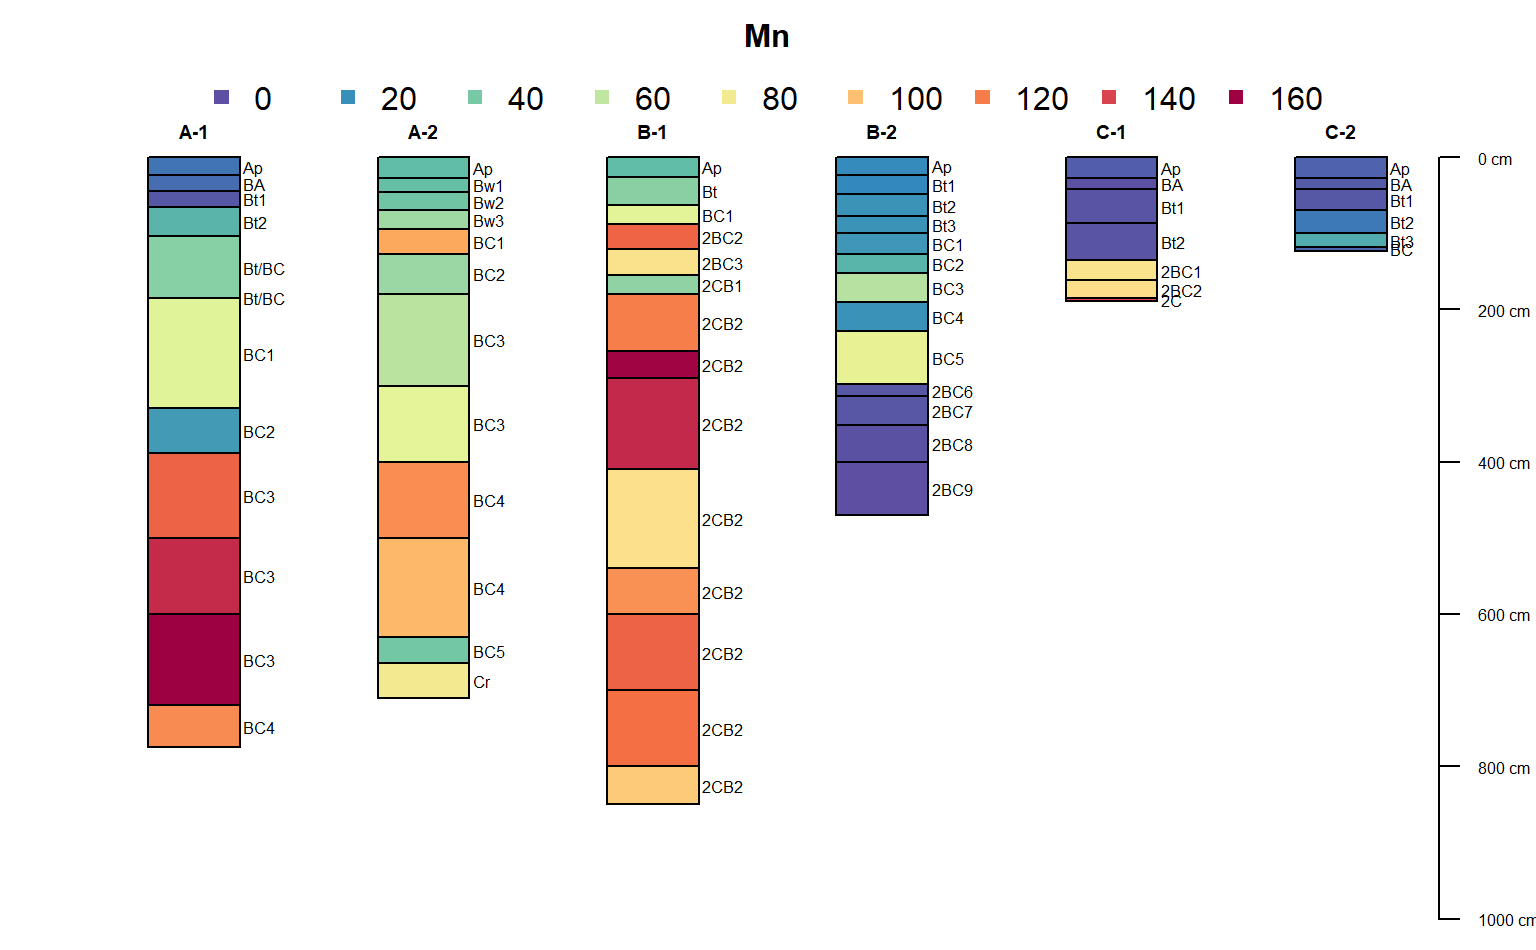 Mn
0 20 40 60 80 100 120 140 160
A-1 A-2 B-1 B-2 C-1 C-2
Ap
BA
Bt1
Bt2
Bt/BC
Bt/BC
BC1
BC2
BC3
BC3
BC3
BC4
Ap
Bw1
Bw2
Bw3
BC1
BC2
BC3
BC3
BC4
BC4
BC5
Cr
Ap
Bt
BC1
2BC2
2BC3
2CB1
2CB2
2CB2
2CB2
2CB2
2CB2
2CB2
2CB2
2CB2
Ap
Bt1
Bt2
Bt3
BC1
BC2
BC3
BC4
BC5
2BC6
2BC7
2BC8
2BC9
Ap
BA
Bt1
Bt2
2BC1
2BC2
2C
Ap
BA
Bt1
Bt2
Bt3
BC
0 cm
200 cm
400 cm
600 cm
800 cm
1000 cm